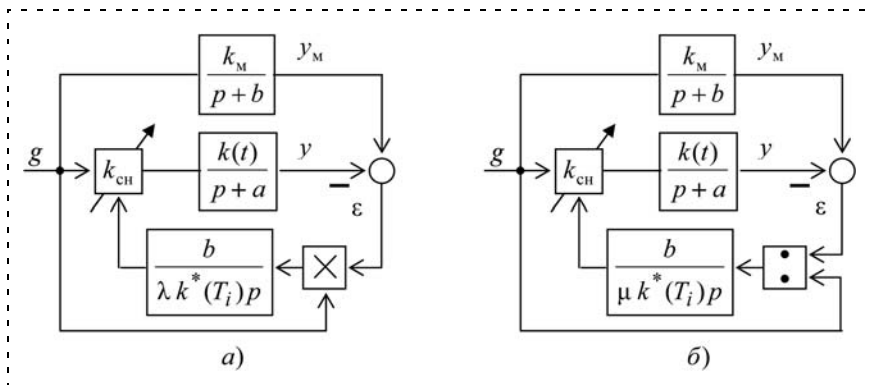 k_м
p + b
y_м
g
k_сн
k(t)
p + a
y
−
ε
b
λ k*(T_i) p
×
а)
k_м
p + b
y_м
g
k_сн
k(t)
p + a
y
−
ε
b
μ k*(T_i) p
б)